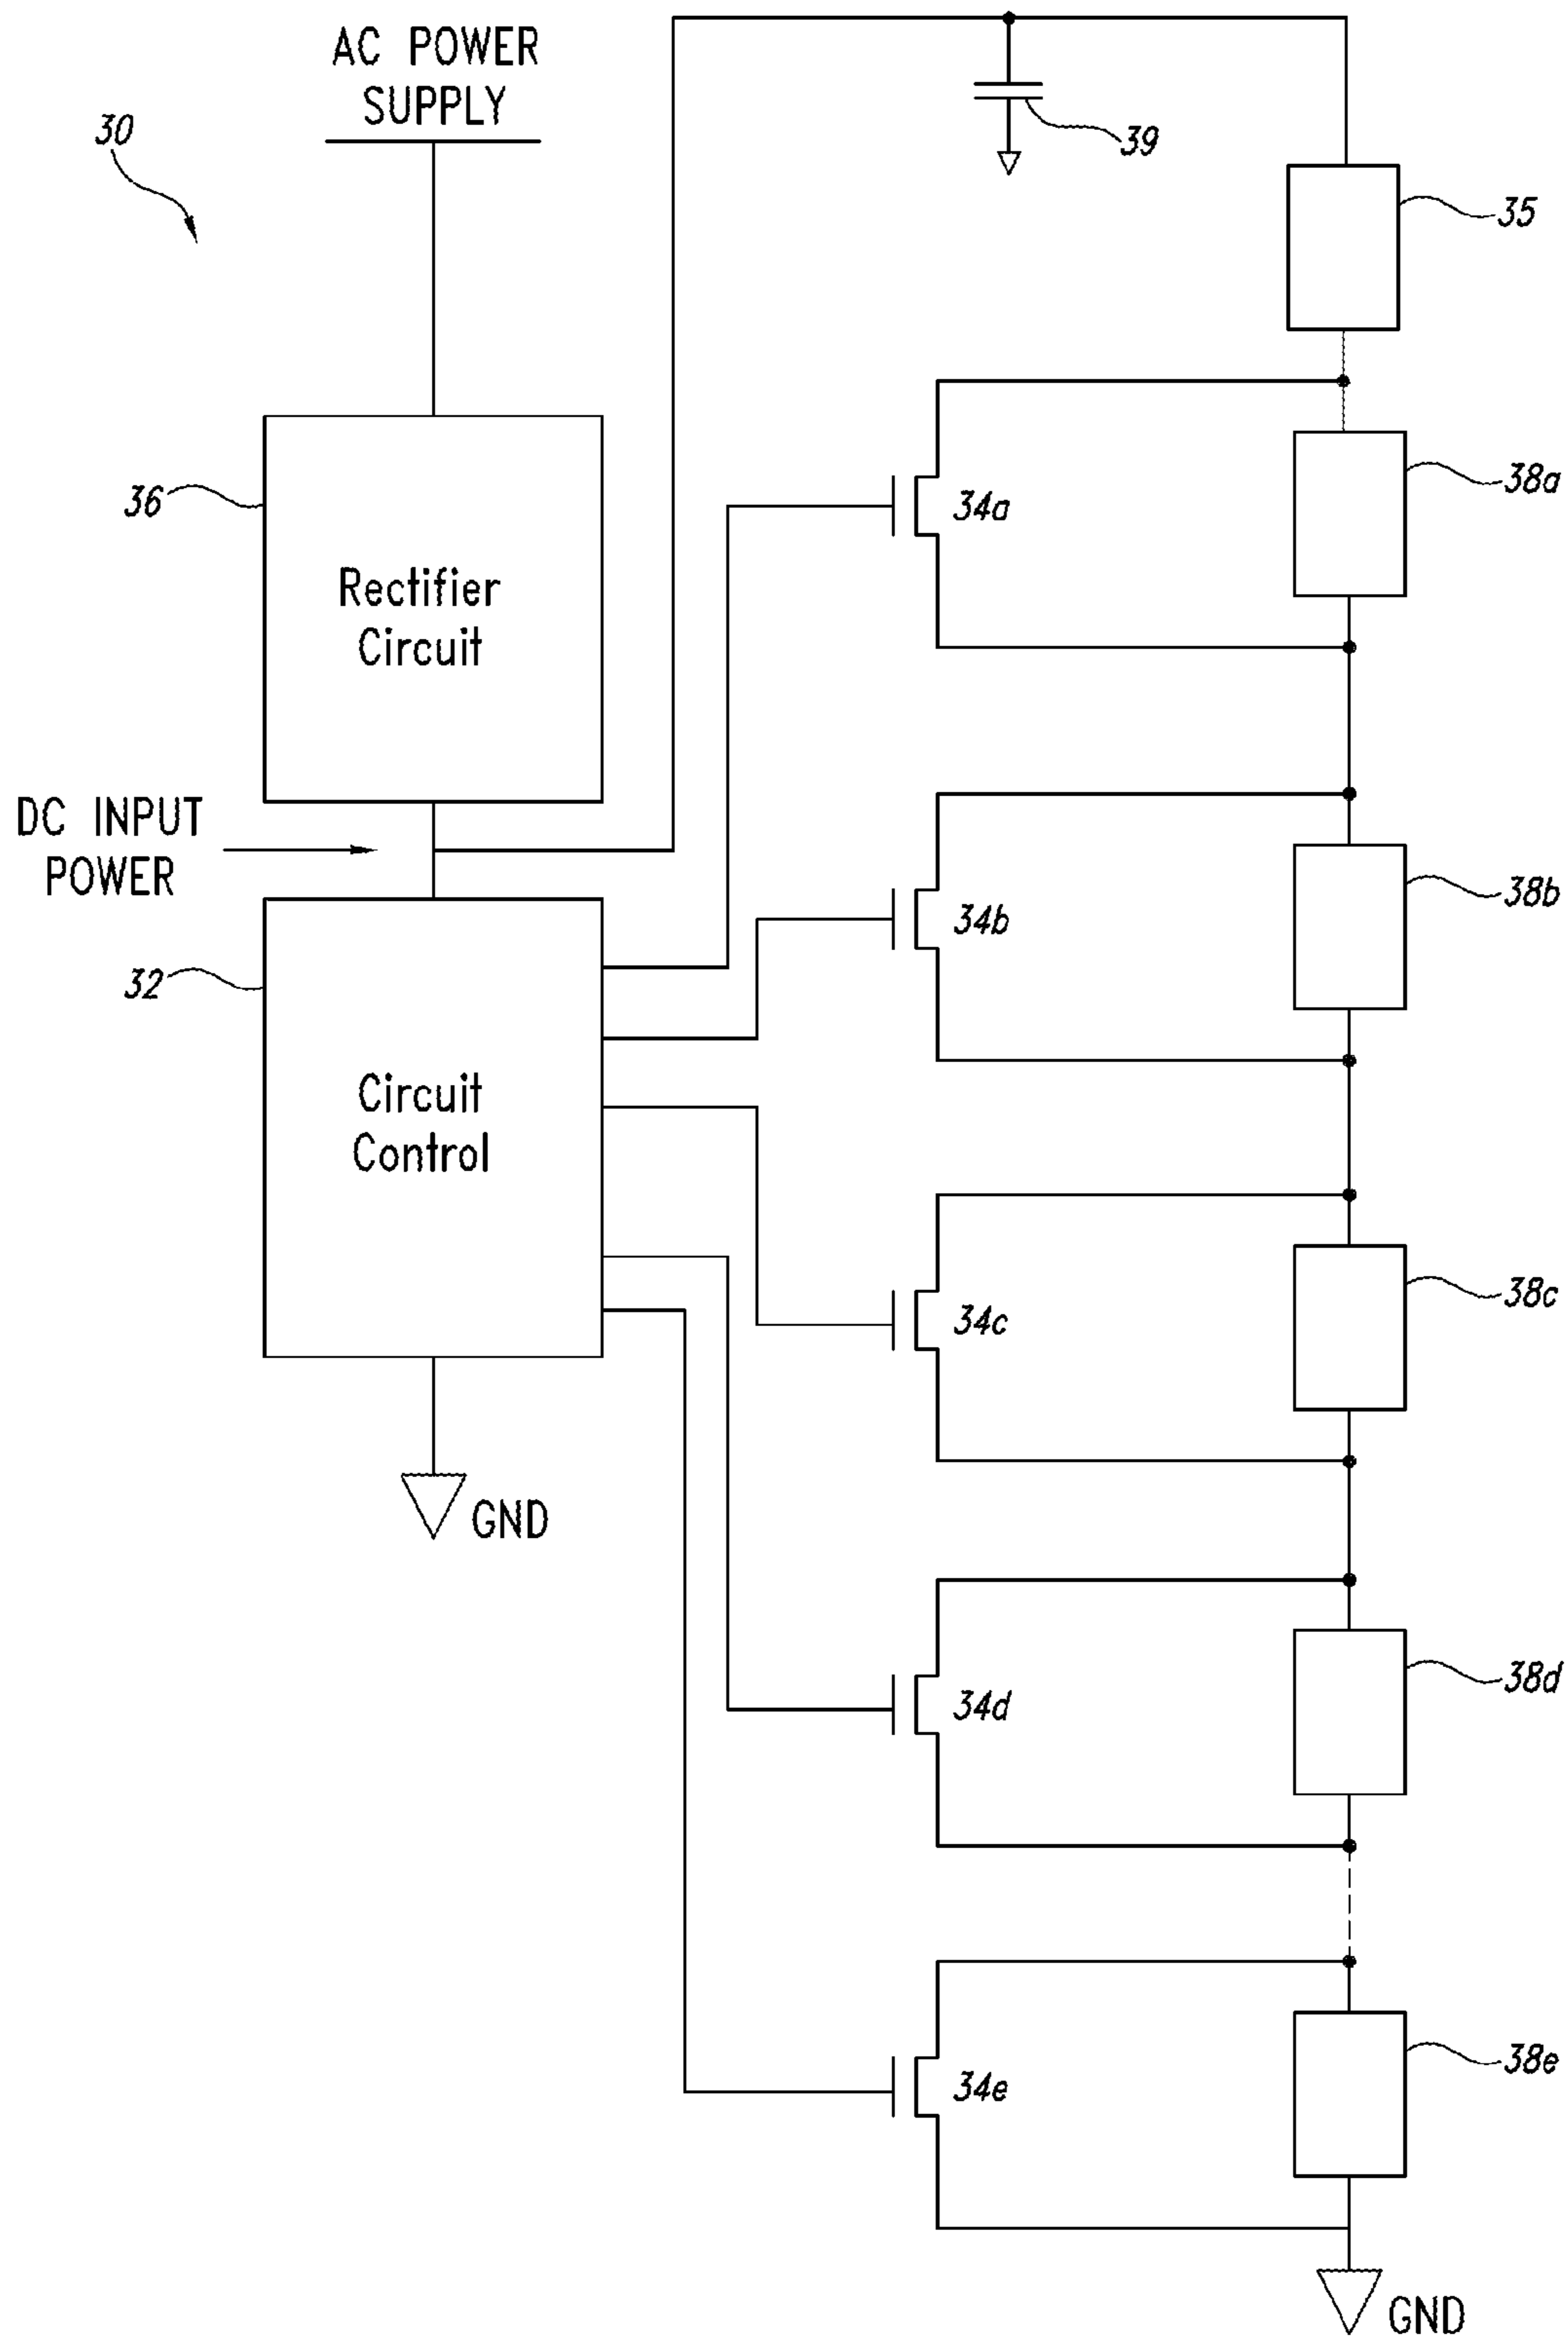 AC POWER
SUPPLY
30
39
35
36
Rectifier
Circuit
34a
38a
DC INPUT
POWER
34b
38b
32
Circuit
Control
34c
38c
GND
34d
38d
34e
38e
GND